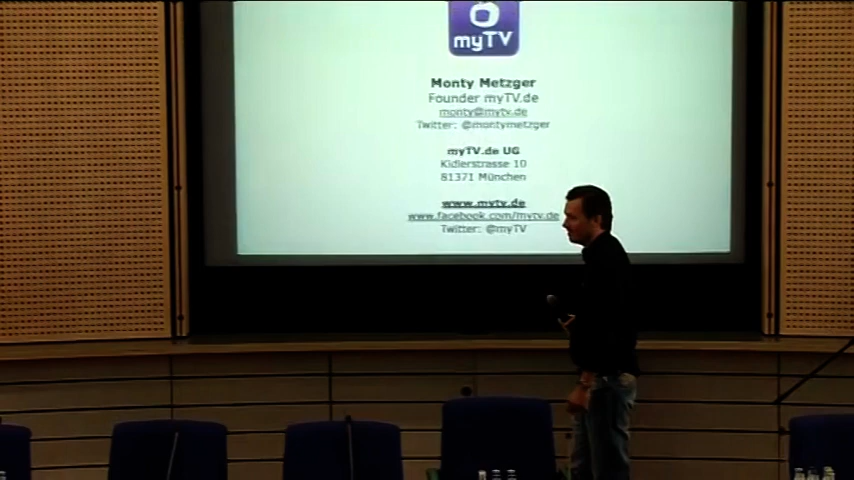 myTV
Monty Metzger
Founder myTV.de
monty@mytv.de
Twitter: @montymetzger
myTV.de UG
Kidlerstrasse 10
81371 München
www.mytv.de
www.facebook.com/mytv.de
Twitter: @myTV